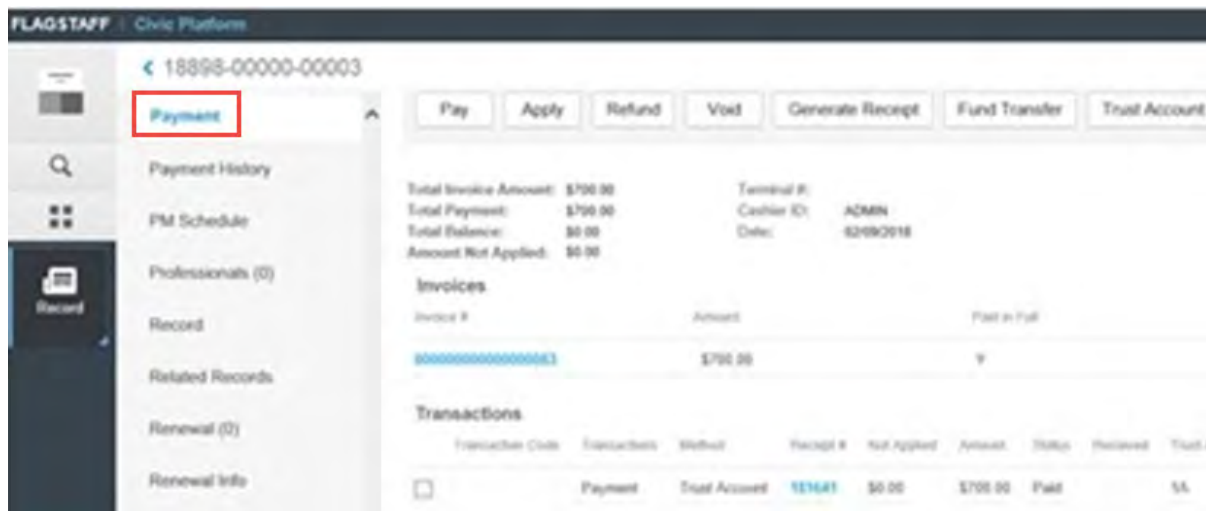 FLAGSTAFF Civic Platform
18898-00000-00003
Payment
Pay Apply Refund Void Generate Receipt Fund Transfer Trust Account
Payment History
Total Invoice Amount: $700.00 Terminal #:
PM Schedule
Total Payment: $700.00 Cashier ID: ADMIN
Total Balance: $0.00 Date: 02/09/2018
Amount Not Applied: $0.00
Professionals (0)
Invoices
Record
Invoice # Amount Paid in Full
Record
$700.00 Y
Related Records
Transactions
Renewal (0)
Transaction Code Transactions Method Receipt # Not Applied Amount Status Received Trust
Renewal Info
Payment Trust Account 181641 $0.00 $700.00 Paid